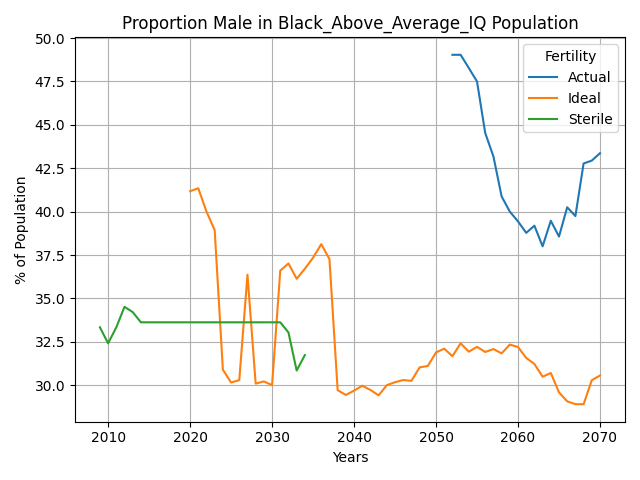 Proportion Male in Black_Above_Average_IQ Population
% of Population
50.0
47.5
45.0
42.5
40.0
37.5
35.0
32.5
30.0
Fertility
Actual
Ideal
Sterile
2010 2020 2030 2040 2050 2060 2070
Years